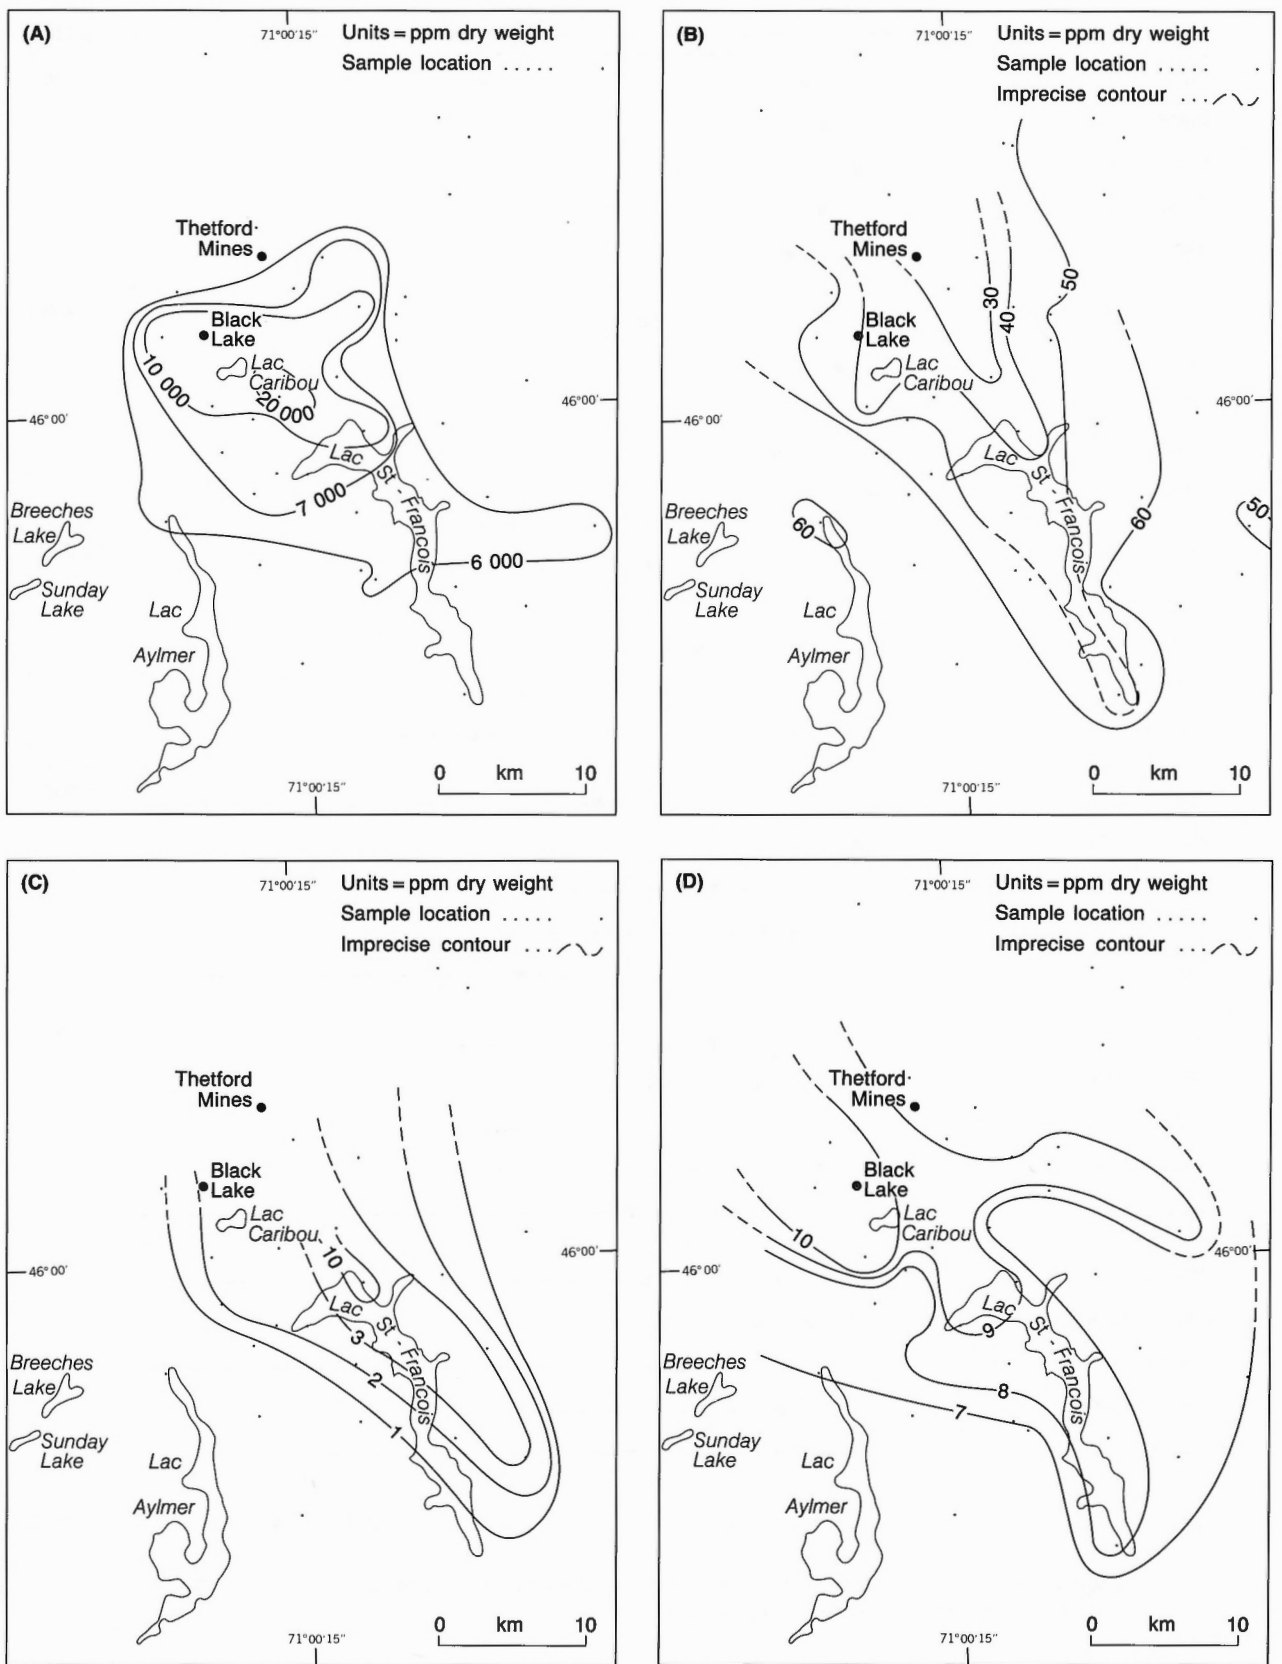 (A)
71°00'15"
Units = ppm dry weight
Sample location .....
Thetford
Mines
Black
Lake
Lac
Caribou
10 000
20 000
46°00'
46°00'
Lac
St - Francois
7 000
6 000
Breeches
Lake
Sunday
Lake
Lac
Aylmer
0 km 10
71°00'15"
(B)
71°00'15"
Units = ppm dry weight
Sample location .....
Imprecise contour ...
Thetford
Mines
50
30
40
Black
Lake
Lac
Caribou
46°00'
46°00'
Lac
St - Francois
50
60
60
Breeches
Lake
Sunday
Lake
Lac
Aylmer
0 km 10
71°00'15"
(C)
71°00'15"
Units = ppm dry weight
Sample location .....
Imprecise contour ...
Thetford
Mines
Black
Lake
Lac
Caribou
10
46°00'
46°00'
Lac
St - Francois
3
2
1
Breeches
Lake
Sunday
Lake
Lac
Aylmer
0 km 10
71°00'15"
(D)
71°00'15"
Units = ppm dry weight
Sample location .....
Imprecise contour ...
Thetford
Mines
Black
Lake
Lac
Caribou
10
46°00'
46°00'
Lac
St - Francois
9
8
7
Breeches
Lake
Sunday
Lake
Lac
Aylmer
0 km 10
71°00'15"